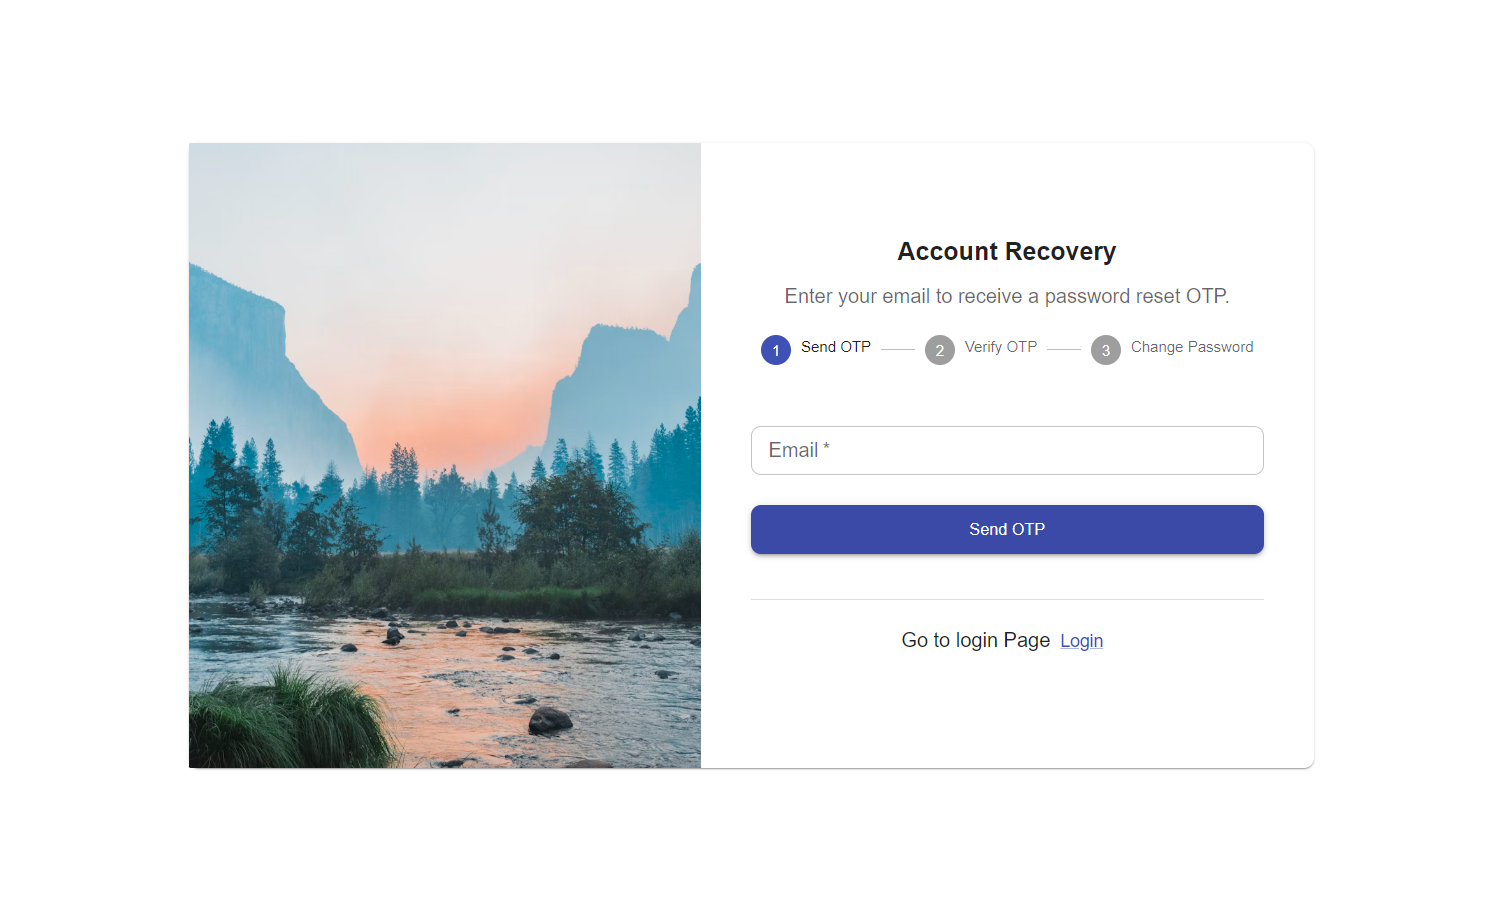 Account Recovery
Enter your email to receive a password reset OTP.
1 Send OTP 2 Verify OTP 3 Change Password
Email *
Send OTP
Go to login Page Login